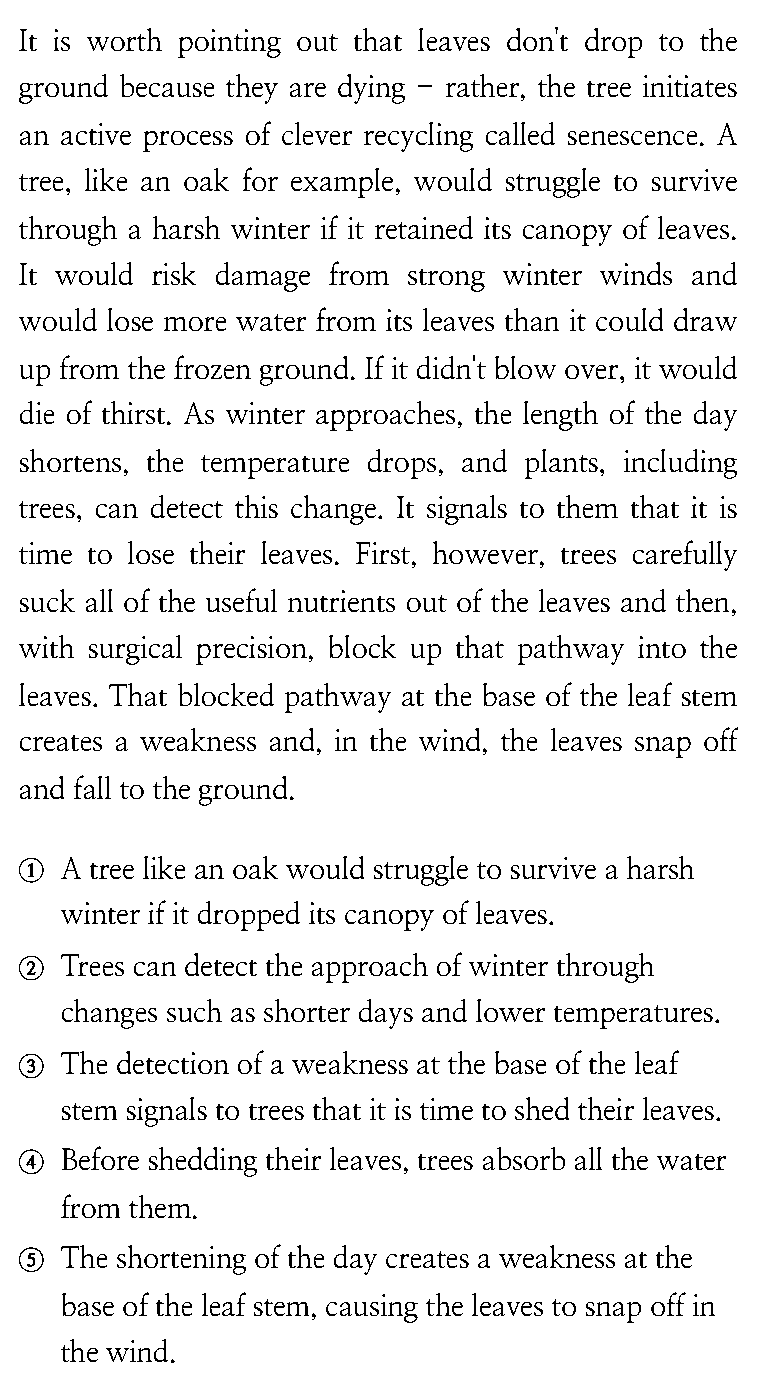 It is worth pointing out that leaves don't drop to the
ground because they are dying – rather, the tree initiates
an active process of clever recycling called senescence. A
tree, like an oak for example, would struggle to survive
through a harsh winter if it retained its canopy of leaves.
It would risk damage from strong winter winds and
would lose more water from its leaves than it could draw
up from the frozen ground. If it didn't blow over, it would
die of thirst. As winter approaches, the length of the day
shortens, the temperature drops, and plants, including
trees, can detect this change. It signals to them that it is
time to lose their leaves. First, however, trees carefully
suck all of the useful nutrients out of the leaves and then,
with surgical precision, block up that pathway into the
leaves. That blocked pathway at the base of the leaf stem
creates a weakness and, in the wind, the leaves snap off
and fall to the ground.
① A tree like an oak would struggle to survive a harsh
winter if it dropped its canopy of leaves.
② Trees can detect the approach of winter through
changes such as shorter days and lower temperatures.
③ The detection of a weakness at the base of the leaf
stem signals to trees that it is time to shed their leaves.
④ Before shedding their leaves, trees absorb all the water
from them.
⑤ The shortening of the day creates a weakness at the
base of the leaf stem, causing the leaves to snap off in
the wind.